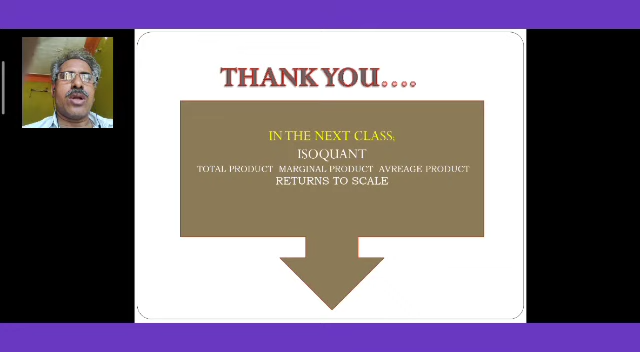 THANK YOU....
IN THE NEXT CLASS,
ISOQUANT
TOTAL PRODUCT MARGINAL PRODUCT AVREAGE PRODUCT
RETURNS TO SCALE